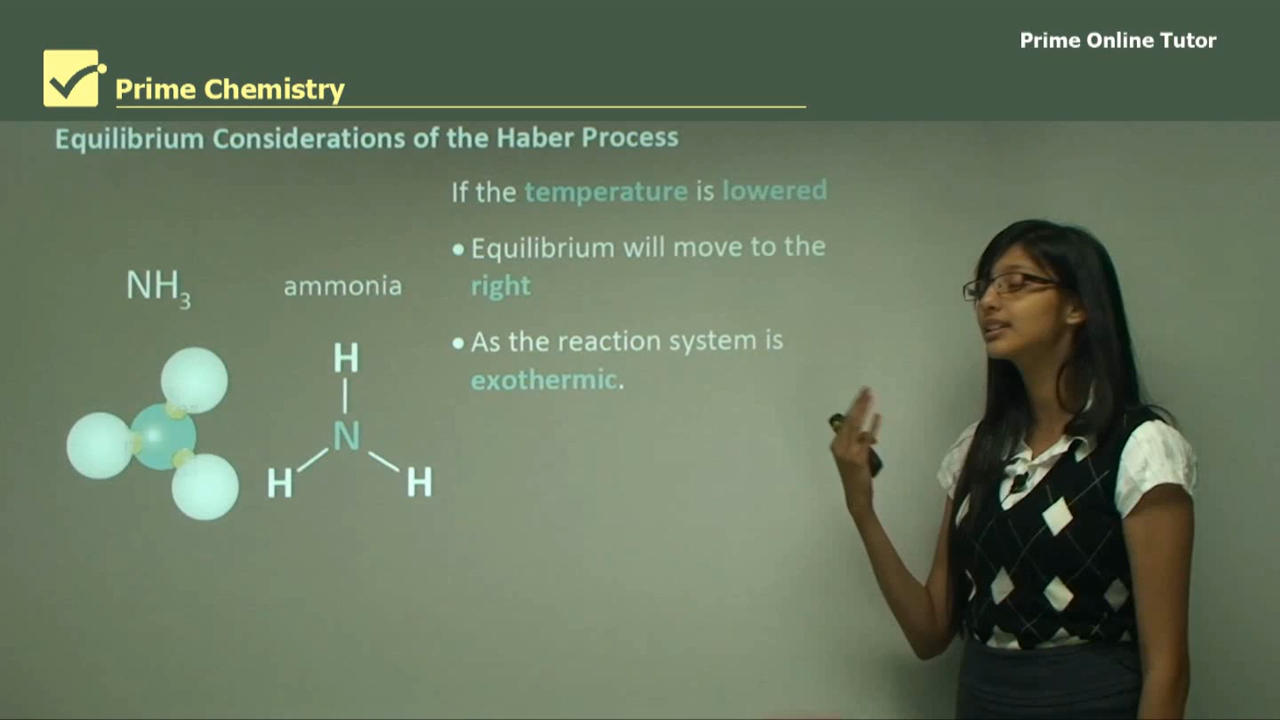 Prime Online Tutor
Prime Chemistry
Equilibrium Considerations of the Haber Process
If the temperature is lowered
• Equilibrium will move to the
right
• As the reaction system is
exothermic.
NH₃ ammonia
H
N
H H